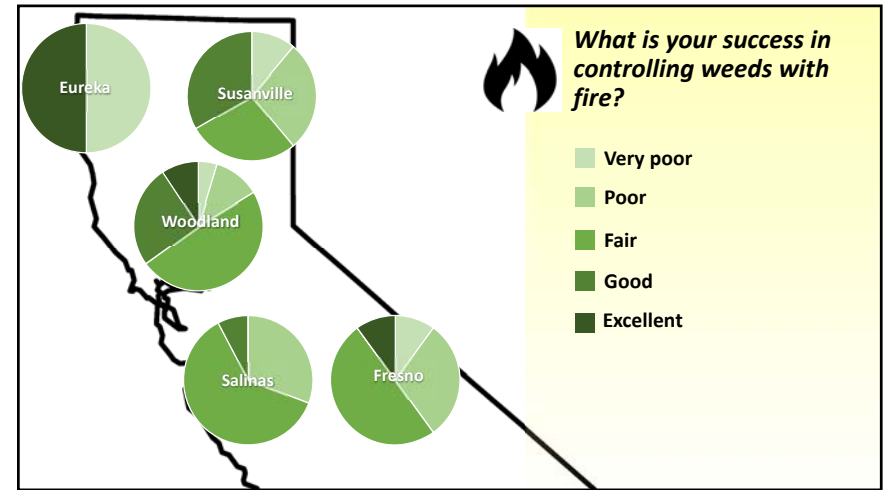 What is your success in
controlling weeds with
fire?
Very poor
Poor
Fair
Good
Excellent
Eureka
Susanville
Woodland
Salinas
Fresno